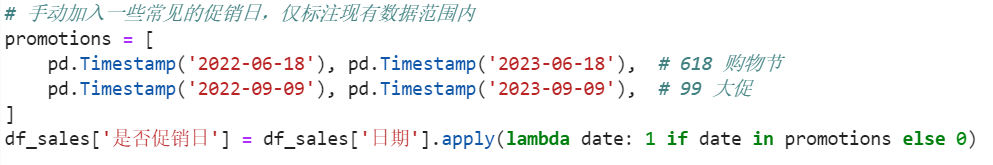 # 手动加入一些常见的促销日，仅标注现有数据范围内
promotions = [
    pd.Timestamp('2022-06-18'), pd.Timestamp('2023-06-18'),  # 618 购物节
    pd.Timestamp('2022-09-09'), pd.Timestamp('2023-09-09'),  # 99 大促
]
df_sales['是否促销日'] = df_sales['日期'].apply(lambda date: 1 if date in promotions else 0)